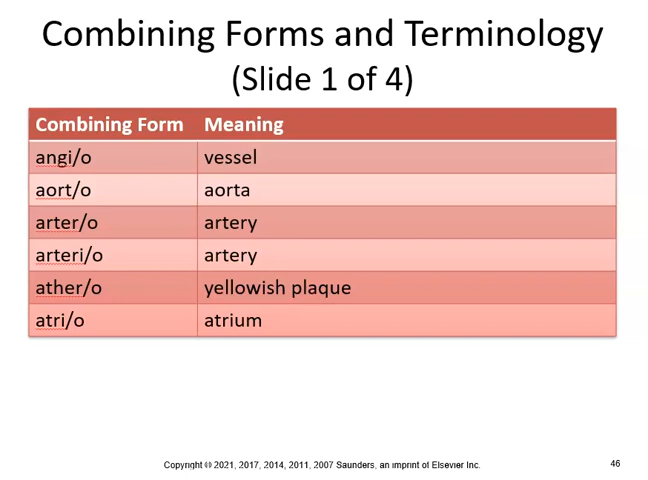 Combining Forms and Terminology
(Slide 1 of 4)
Combining Form Meaning
angi/o vessel
aort/o aorta
arter/o artery
arteri/o artery
ather/o yellowish plaque
atri/o atrium
Copyright © 2021, 2017, 2014, 2011, 2007 Saunders, an imprint of Elsevier Inc.
46